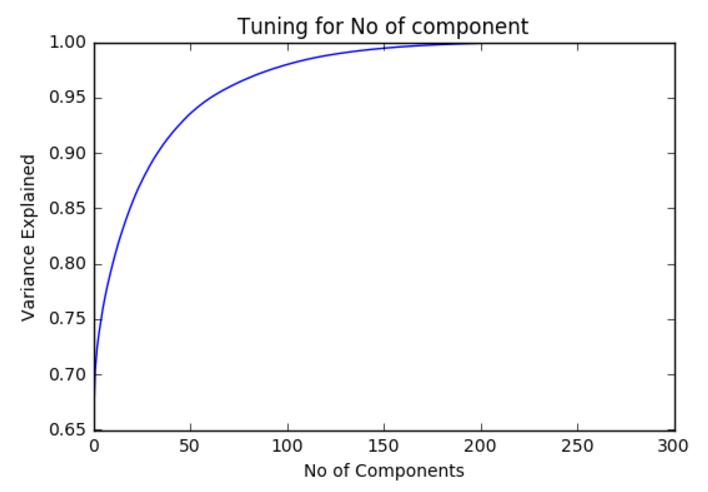 Tuning for No of component
1.00
0.95
0.90
0.85
0.80
0.75
0.70
0.65
Variance Explained
0 50 100 150 200 250 300
No of Components